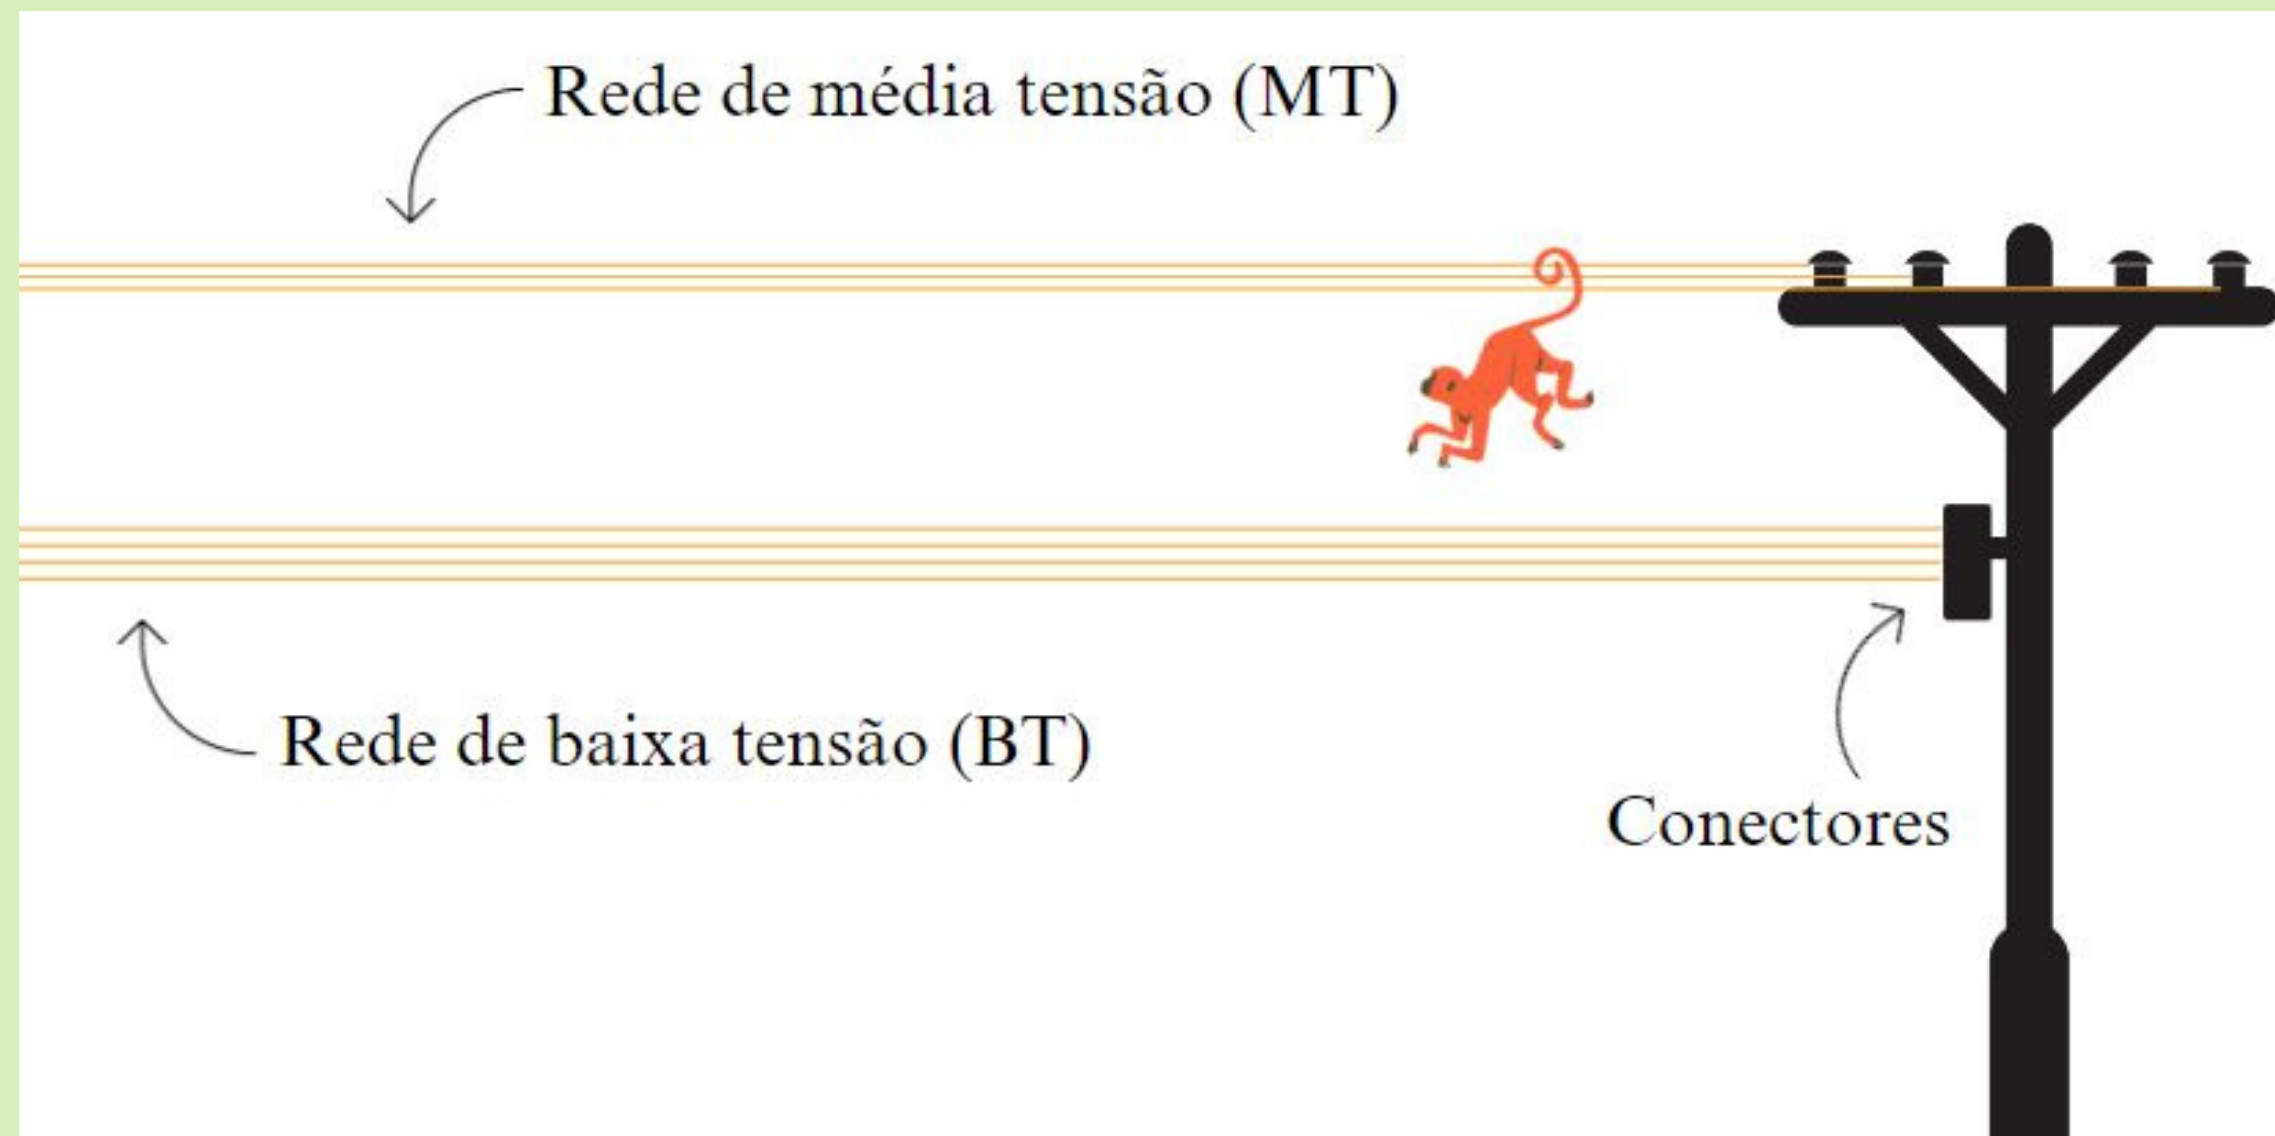 Rede de média tensão (MT)
Rede de baixa tensão (BT)
Conectores